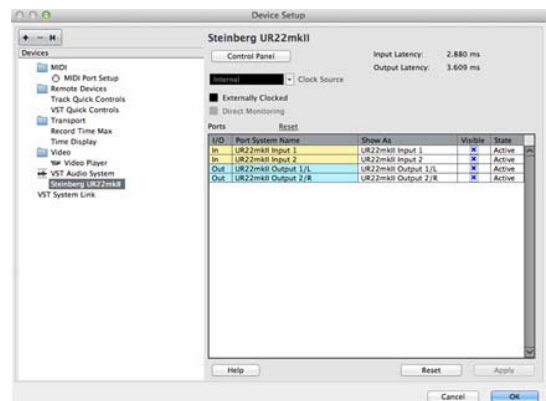 Device Setup
+ - H
Devices
MIDI
MIDI Port Setup
Remote Devices
Track Quick Controls
VST Quick Controls
Transport
Record Time Max
Time Display
Video
Video Player
VST Audio System
Steinberg UR22mkII
VST System Link
Steinberg UR22mkII
Control Panel
Input Latency: 2.880 ms
Output Latency: 3.609 ms
Internal Clock Source
Externally Clocked
Direct Monitoring
Ports Reset
I/O Port System Name Show As Visible State
In UR22mkII Input 1 UR22mkII Input 1 X Active
In UR22mkII Input 2 UR22mkII Input 2 X Active
Out UR22mkII Output 1/L UR22mkII Output 1/L X Active
Out UR22mkII Output 2/R UR22mkII Output 2/R X Active
Help Reset Apply
Cancel OK